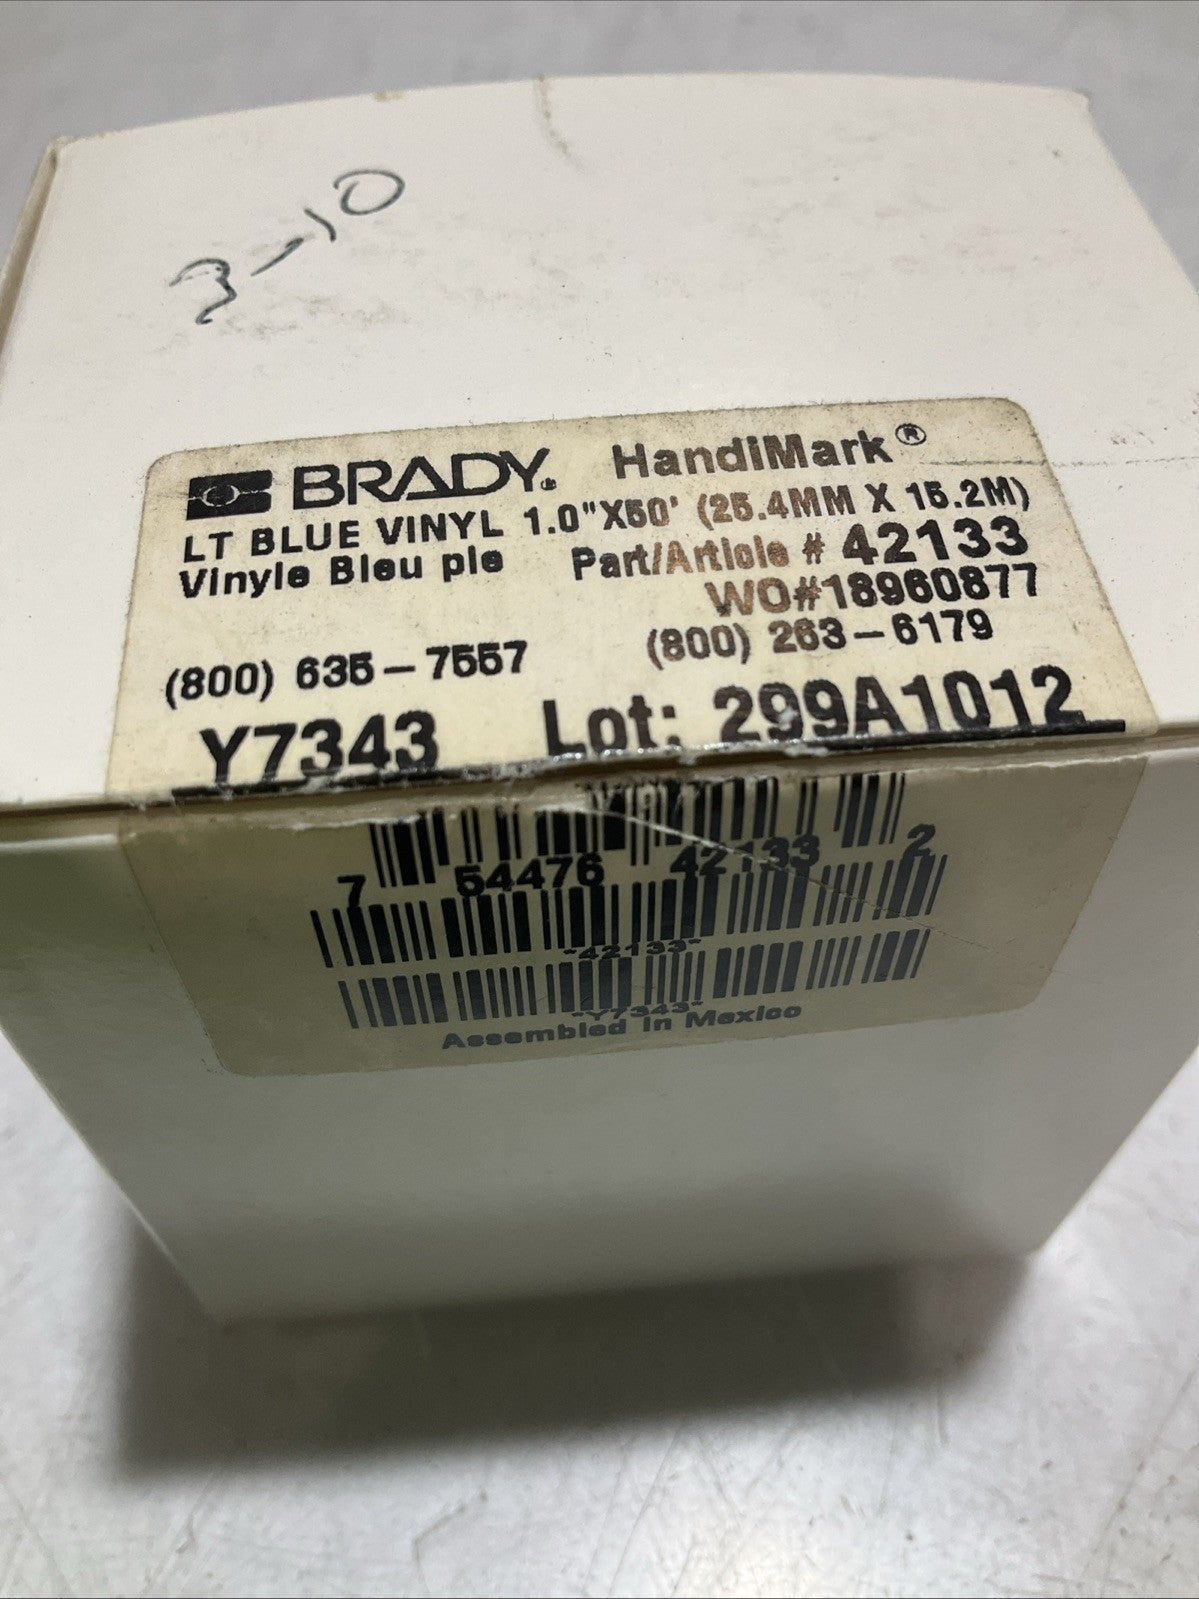 3-10
BRADY. HandiMark®
LT BLUE VINYL 1.0"X50' (25.4MM X 15.2M)
Vinyle Bleu ple Part/Article # 42133
WO#18960877
(800) 635-7557 (800) 263-6179
Y7343 Lot: 299A1012
7 54476 42133 2
*42133*
*Y7343*
Assembled in Mexico